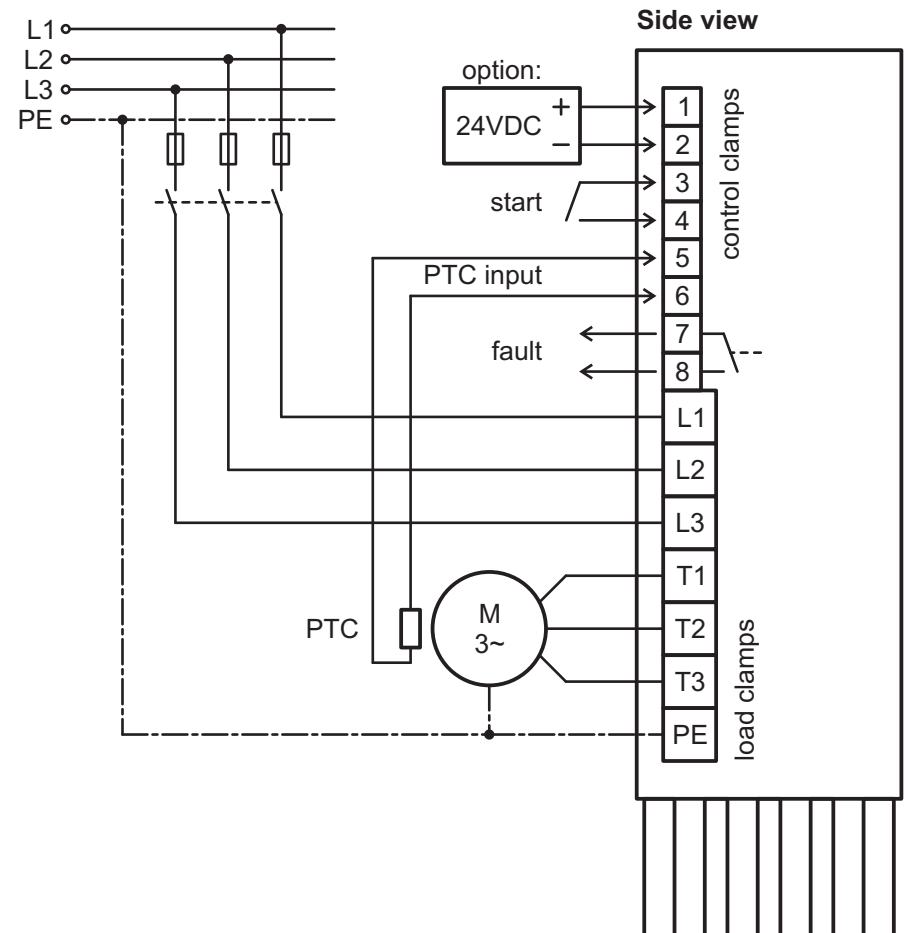 Side view
L1
L2
L3
PE
option:
24VDC + −
start
PTC input
fault
1
2
3
4
5
6
7
8
control clamps
L1
L2
L3
T1
T2
T3
PE
load clamps
PTC
M
3~